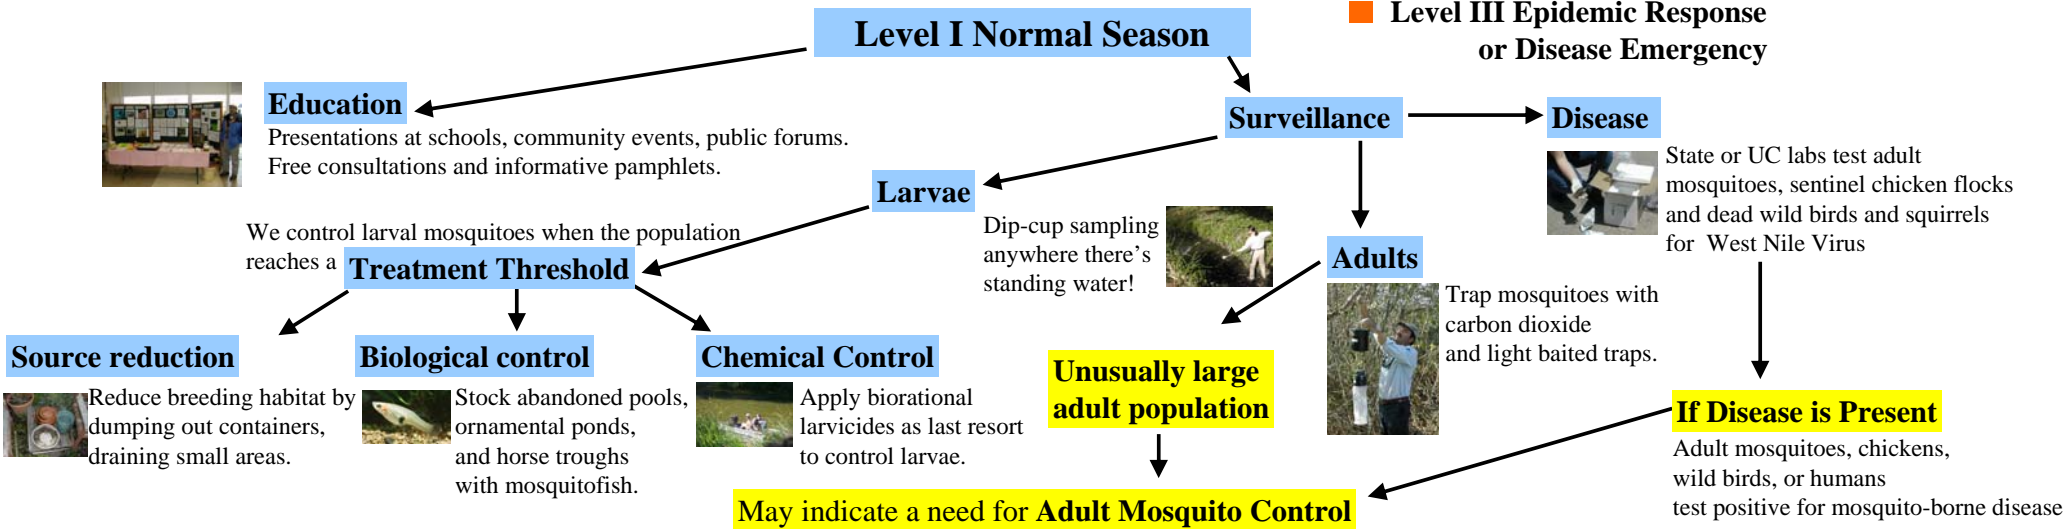 Level III Epidemic Response
or Disease Emergency
Level I Normal Season
Education
Presentations at schools, community events, public forums.
Free consultations and informative pamphlets.
Surveillance
Disease
State or UC labs test adult
mosquitoes, sentinel chicken flocks
and dead wild birds and squirrels
for West Nile Virus
Larvae
Dip-cup sampling
anywhere there's
standing water!
Adults
Trap mosquitoes with
carbon dioxide
and light baited traps.
We control larval mosquitoes when the population
reaches a Treatment Threshold
Source reduction
Reduce breeding habitat by
dumping out containers,
draining small areas.
Biological control
Stock abandoned pools,
ornamental ponds,
and horse troughs
with mosquitofish.
Chemical Control
Apply biorational
larvicides as last resort
to control larvae.
Unusually large
adult population
If Disease is Present
Adult mosquitoes, chickens,
wild birds, or humans
test positive for mosquito-borne disease
May indicate a need for Adult Mosquito Control